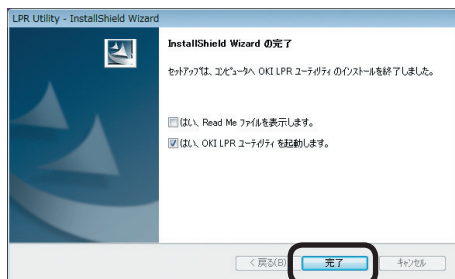 LPR Utility - InstallShield Wizard
InstallShield Wizard の完了
セットアップは、コンピュータへ OKI LPR ユーティリティ のインストールを終了しました。
はい、Read Me ファイルを表示します。
はい、OKI LPR ユーティリティ を起動します。
< 戻る(B)
完了
キャンセル